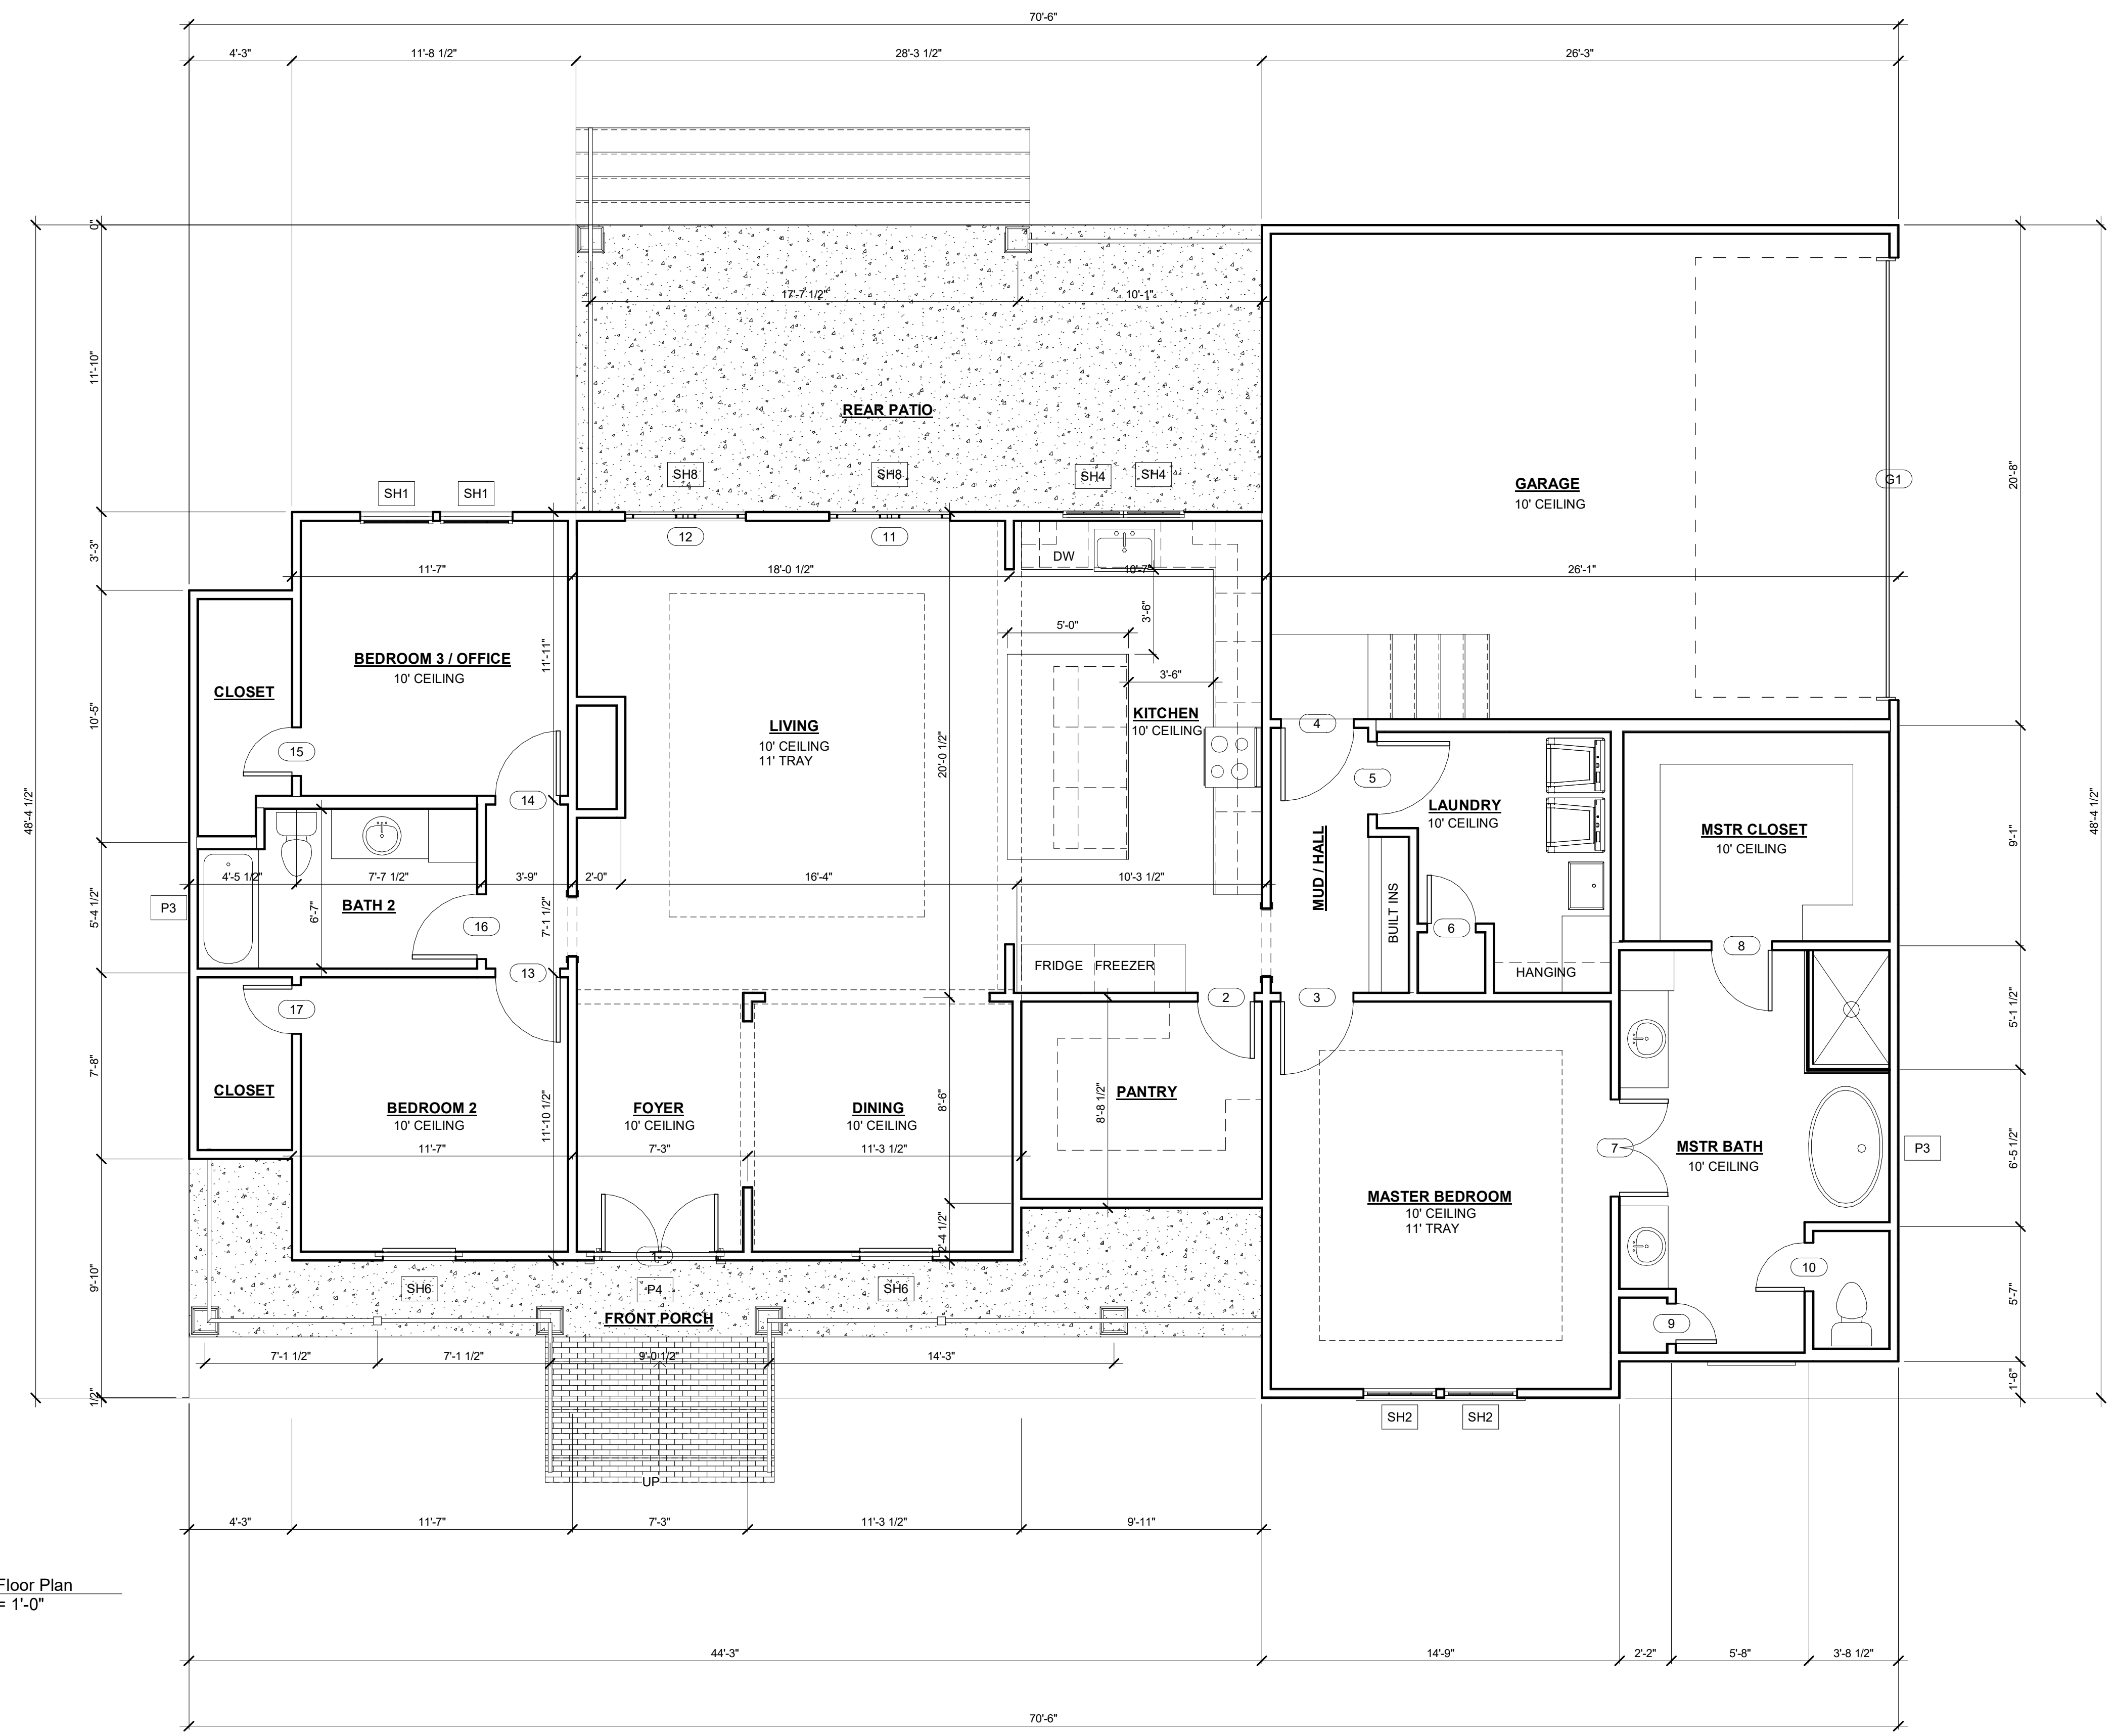 70'-6"
4'-3"
11'-8 1/2"
28'-3 1/2"
26'-3"
0"
17'-7 1/2"
10'-1"
11'-10"
REAR PATIO
GARAGE
10' CEILING
G1
20'-8"
SH1
SH1
SH8
SH8
SH4
SH4
12
11
DW
3'-3"
11'-7"
18'-0 1/2"
10'-7"
26'-1"
3'-6"
5'-0"
BEDROOM 3 / OFFICE
10' CEILING
11'-11"
CLOSET
3'-6"
10'-5"
LIVING
10' CEILING
11' TRAY
20'-0 1/2"
KITCHEN
10' CEILING
4
15
5
14
48'-4 1/2"
48'-4 1/2"
LAUNDRY
10' CEILING
MSTR CLOSET
10' CEILING
9'-1"
MUD / HALL
4'-5 1/2"
7'-7 1/2"
3'-9"
2'-0"
16'-4"
10'-3 1/2"
P3
5'-4 1/2"
6'-7"
BATH 2
16
7'-1 1/2"
BUILT INS
6
8
FRIDGE
FREEZER
HANGING
13
17
2
3
5'-1 1/2"
7'-8"
CLOSET
BEDROOM 2
10' CEILING
11'-10 1/2"
FOYER
10' CEILING
DINING
10' CEILING
8'-6"
8'-8 1/2"
PANTRY
11'-7"
7'-3"
11'-3 1/2"
7
MSTR BATH
10' CEILING
P3
6'-5 1/2"
MASTER BEDROOM
10' CEILING
11' TRAY
2'-4 1/2"
1
10
9'-10"
SH6
P4
SH6
FRONT PORCH
9
5'-7"
7'-1 1/2"
7'-1 1/2"
9'-0 1/2"
14'-3"
1/2"
1'-6"
SH2
SH2
UP
4'-3"
11'-7"
7'-3"
11'-3 1/2"
9'-11"
Floor Plan
= 1'-0"
44'-3"
14'-9"
2'-2"
5'-8"
3'-8 1/2"
70'-6"